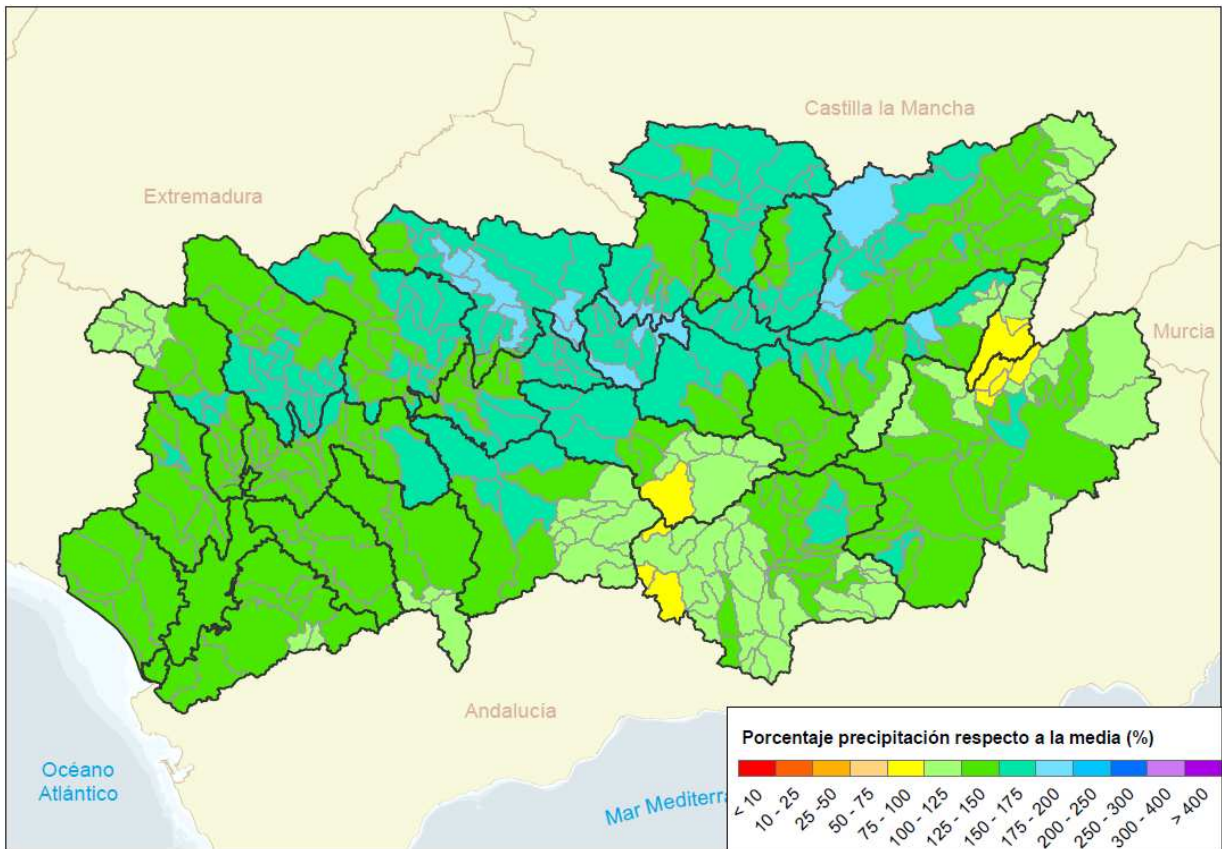 Castilla la Mancha
Extremadura
Murcia
Andalucía
Océano
Atlántico
Mar Mediterra
Porcentaje precipitación respecto a la media (%)
< 10
10 - 25
25 -50
50 - 75
75 - 100
100 - 125
125 - 150
150 - 175
175 - 200
200 - 250
250 - 300
300 - 400
> 400